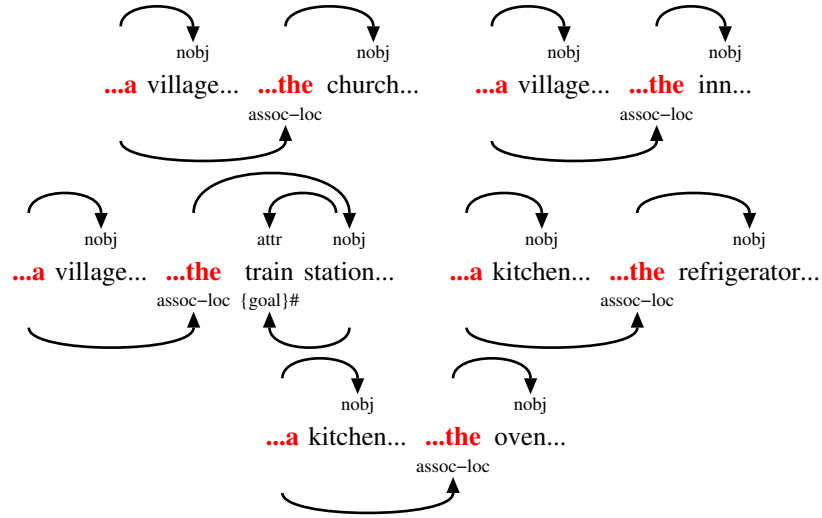 nobj nobj nobj nobj
...a village... ...the church... ...a village... ...the inn...
assoc−loc assoc−loc
nobj attr nobj nobj nobj
...a village... ...the train station... ...a kitchen... ...the refrigerator...
assoc−loc {goal}# assoc−loc
nobj nobj
...a kitchen... ...the oven...
assoc−loc